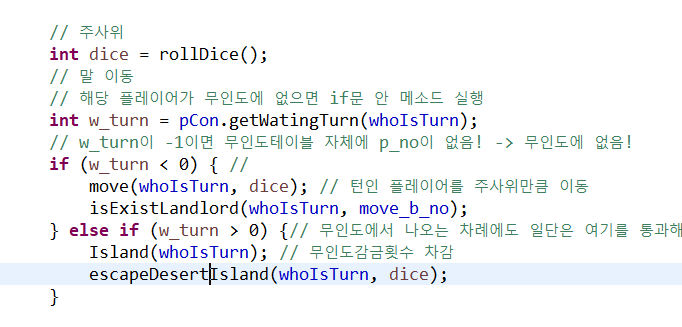 // 주사위
int dice = rollDice();
// 말 이동
// 해당 플레이어가 무인도에 없으면 if문 안 메소드 실행
int w_turn = pCon.getWatingTurn(whoIsTurn);
// w_turn이 -1이면 무인도테이블 자체에 p_no이 없음! -> 무인도에 없음!
if (w_turn < 0) { //
move(whoIsTurn, dice); // 턴인 플레이어를 주사위만큼 이동
isExistLandlord(whoIsTurn, move_b_no);
} else if (w_turn > 0) {// 무인도에서 나오는 차례에도 일단은 여기를 통과해
Island(whoIsTurn); // 무인도감금횟수 차감
escapeDesertIsland(whoIsTurn, dice);
}